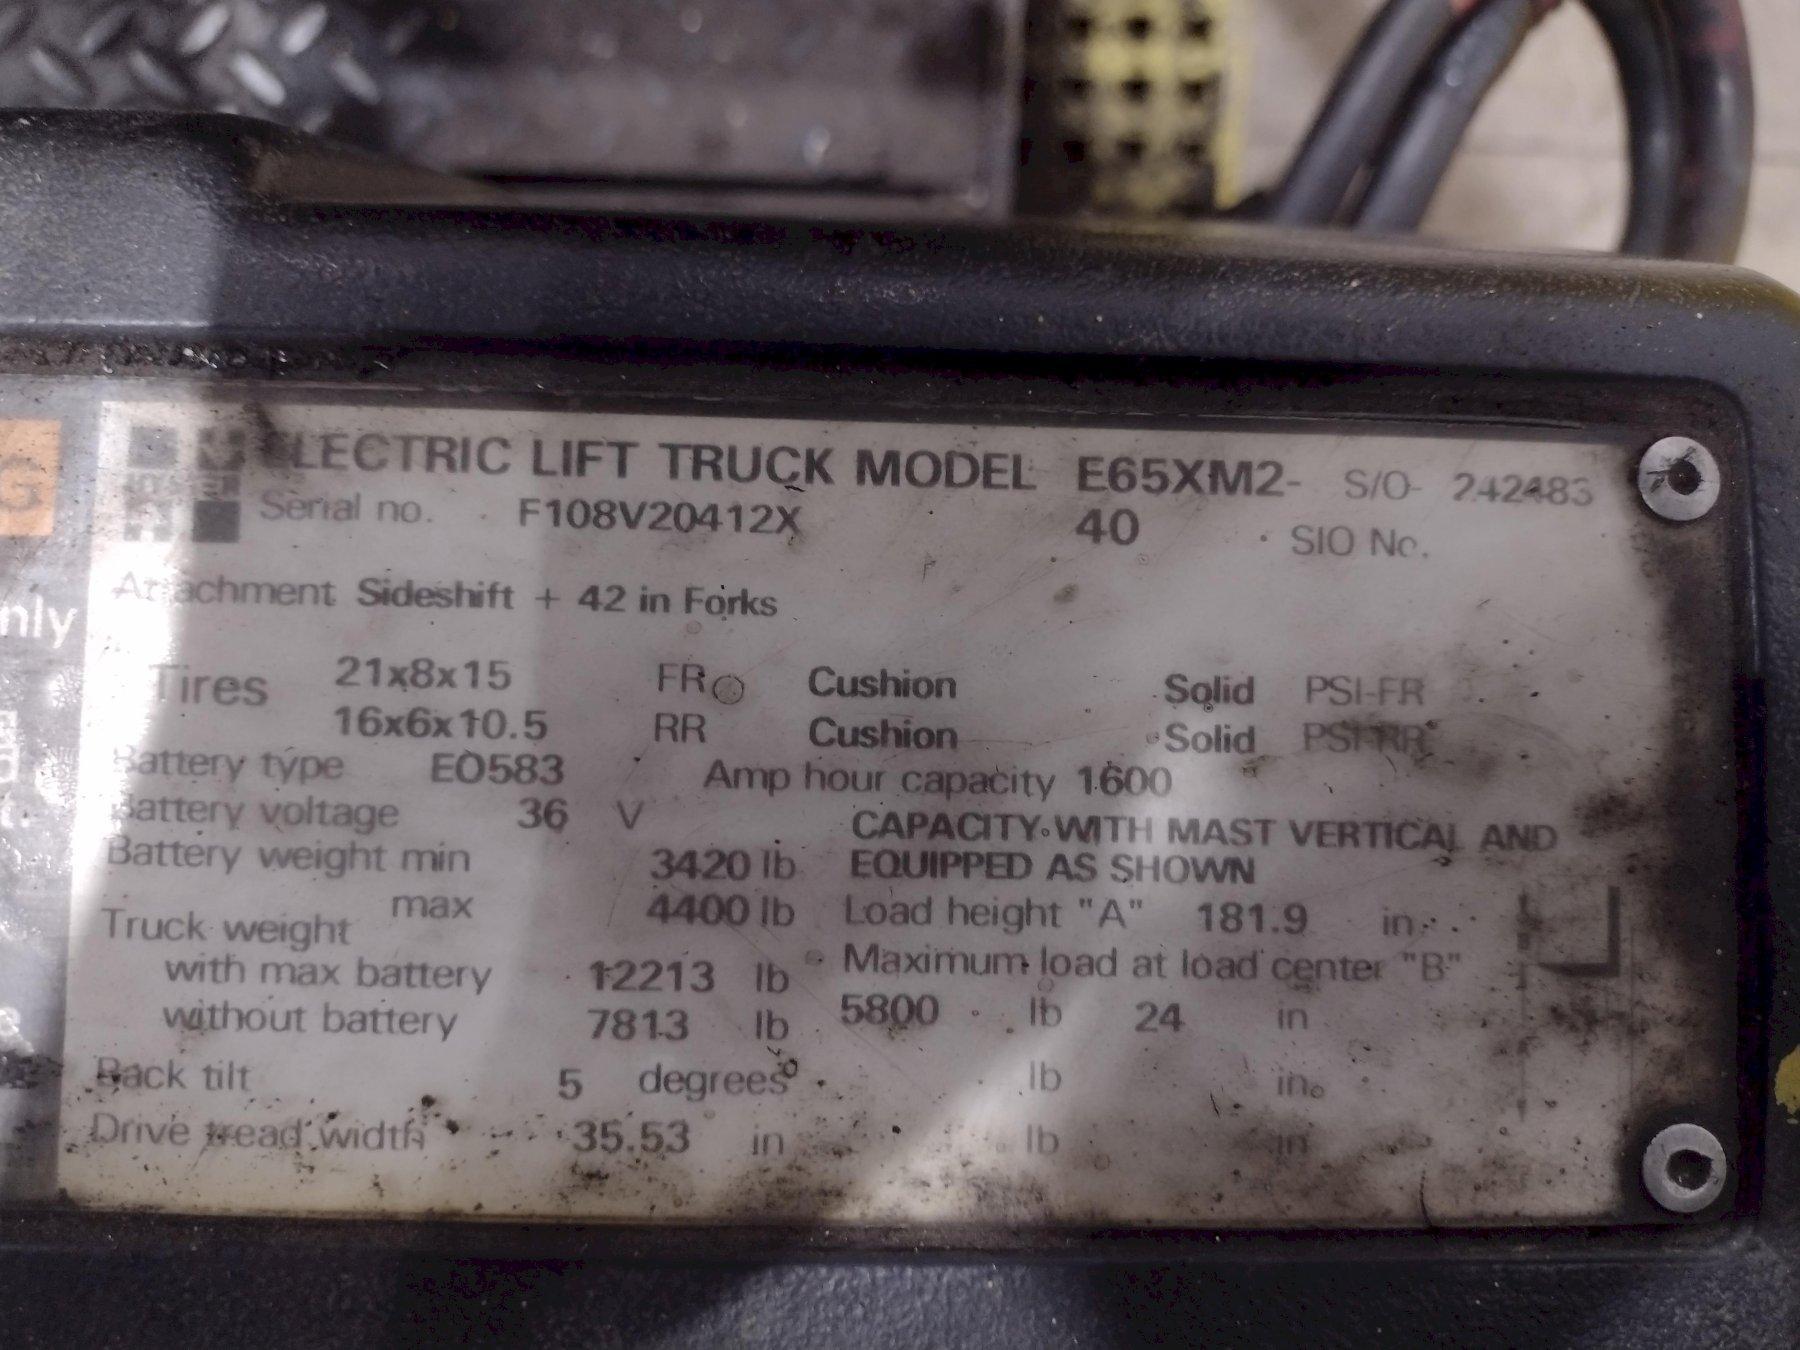 ELECTRIC LIFT TRUCK MODEL E65XM2- S/O- 242483
Serial no. F108V20412X 40 SIO No.
Attachment Sideshift + 42 in Forks
Tires 21x8x15 FR Cushion Solid PSI-FR
16x6x10.5 RR Cushion Solid PSI-RR
Battery type EO583 Amp hour capacity 1600
Battery voltage 36 V CAPACITY WITH MAST VERTICAL AND
Battery weight min 3420 lb EQUIPPED AS SHOWN
max 4400 lb Load height "A" 181.9 in
Truck weight
with max battery 12213 lb Maximum load at load center "B"
without battery 7813 lb 5800 lb 24 in
Back tilt 5 degrees lb in
Drive tread width 35.53 in lb in
G
nly